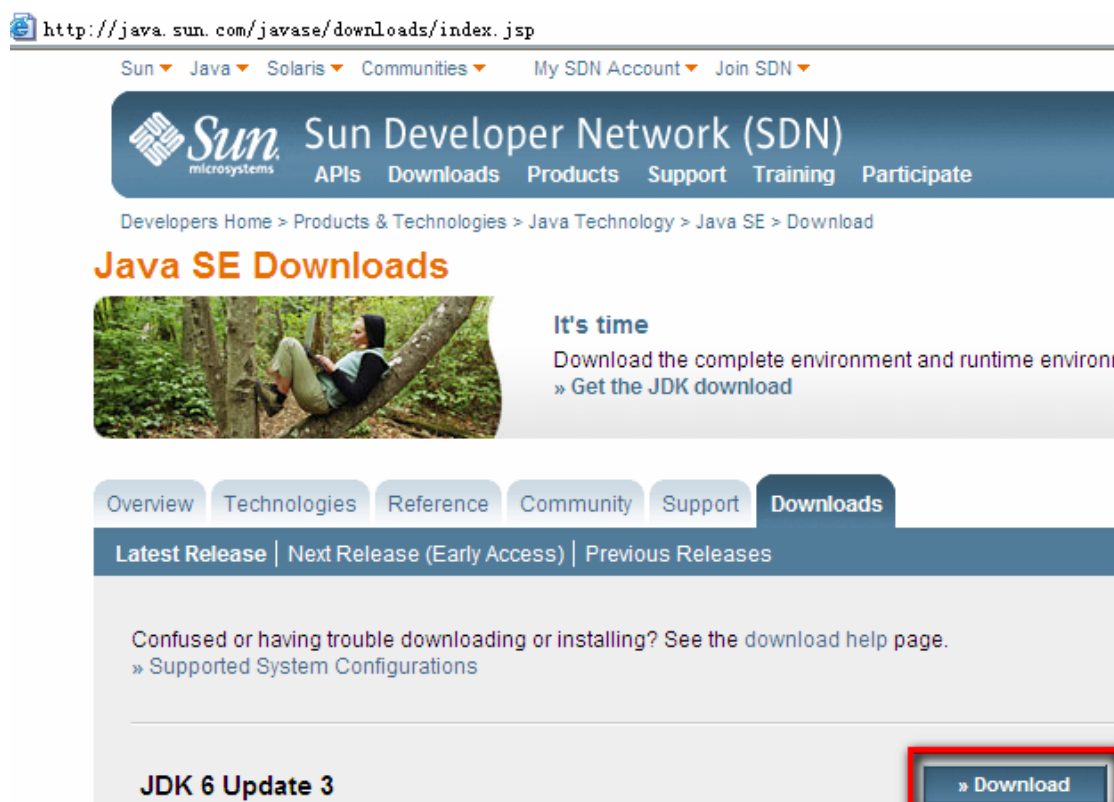 http://java.sun.com/javase/downloads/index.jsp
Sun Java Solaris Communities My SDN Account Join SDN
Sun microsystems
Sun Developer Network (SDN)
APIs Downloads Products Support Training Participate
Developers Home > Products & Technologies > Java Technology > Java SE > Download
Java SE Downloads
It's time
Download the complete environment and runtime
» Get the JDK download
Overview Technologies Reference Community Support Downloads
Latest Release | Next Release (Early Access) | Previous Releases
Confused or having trouble downloading or installing? See the download help page.
» Supported System Configurations
JDK 6 Update 3
» Download